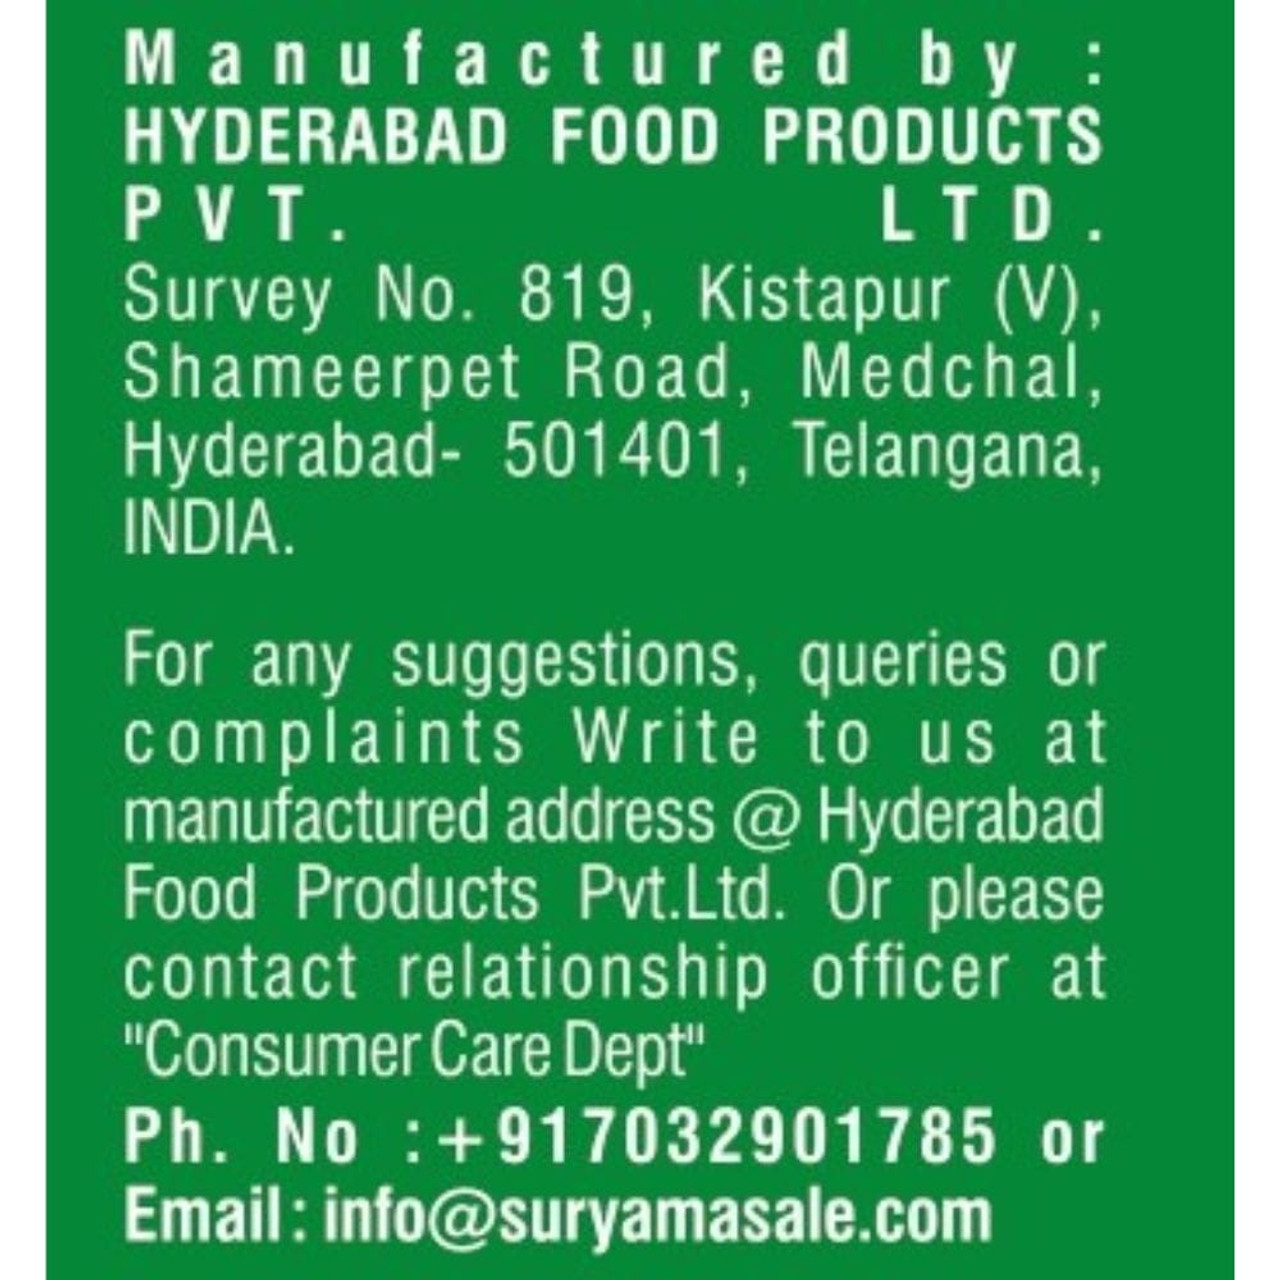 Manufactured by :
HYDERABAD FOOD PRODUCTS
PVT. LTD.
Survey No. 819, Kistapur (V),
Shameerpet Road, Medchal,
Hyderabad- 501401, Telangana,
INDIA.
For any suggestions, queries or
complaints Write to us at
manufactured address @ Hyderabad
Food Products Pvt.Ltd. Or please
contact relationship officer at
"Consumer Care Dept"
Ph. No :+917032901785 or
Email : info@suryamasale.com